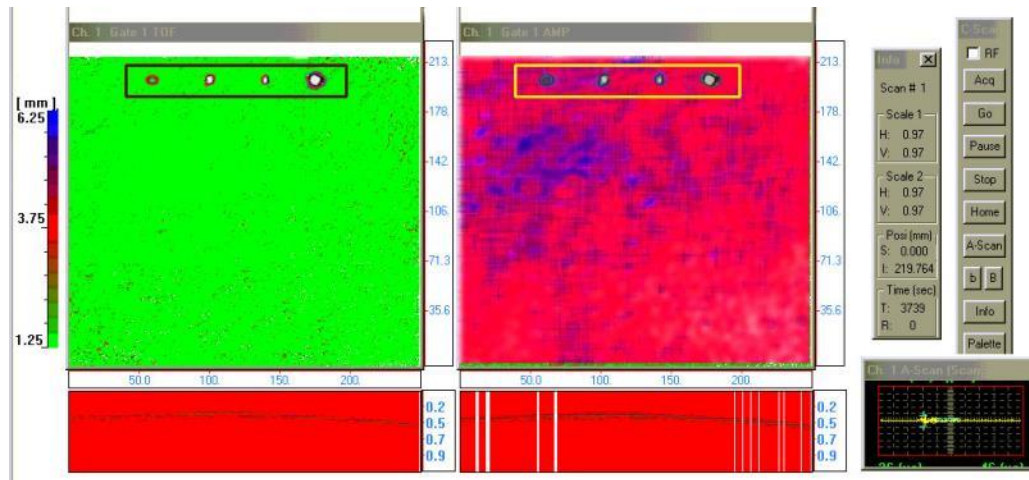 Ch. 1 Gate 1 TOF
Ch. 1 Gate 1 AMP
[ mm ]
6.25
3.75
1.25
213.
178.
142.
106.
71.3
35.6
213.
178.
142.
106.
71.3
35.6
50.0 150. 200.
50.0 150. 200.
0.2
0.5
0.7
0.9
0.2
0.5
0.7
0.9
Info
Scan # 1
Scale 1
H: 0.97
V: 0.97
Scale 2
H: 0.97
V: 0.97
Posi (mm)
S: 0.000
I: 219.764
Time (sec)
T: 3739
R: 0
C-Scan
RF
Acq
Go
Pause
Stop
Home
A-Scan
b B
Info
Palette
Ch. 1 A-Scan (Scan